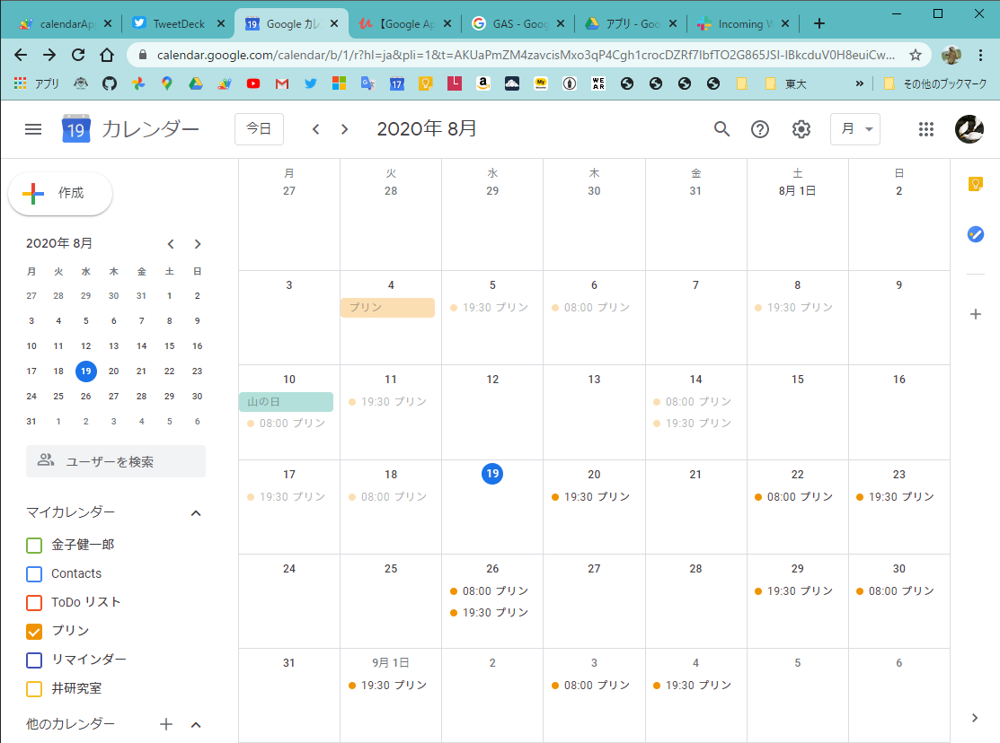 calendarAp
TweetDeck
Google カレ
【Google Ap
GAS - Goog
アプリ - Goo
Incoming W
calendar.google.com/calendar/b/1/r?hl=ja&pli=1&t=AKUaPmZM4zavcisMxo3qP4Cgh1crocDZRf7IbfTO2G865JSI-IBkcduV0H8euiCw...
アプリ
17
My
WE
AR
東大
»
その他のブックマーク
19
カレンダー
今日
2020年 8月
月
作成
2020年 8月
月 火 水 木 金 土 日
27 28 29 30 31 1 2
3 4 5 6 7 8 9
10 11 12 13 14 15 16
17 18 19 20 21 22 23
24 25 26 27 28 29 30
31 1 2 3 4 5 6
ユーザーを検索
マイカレンダー
金子健一郎
Contacts
ToDo リスト
プリン
リマインダー
井研究室
他のカレンダー
月 火 水 木 金 土 日
27 28 29 30 31 8月 1日 2
3 4 5 6 7 8 9
プリン 19:30 プリン 08:00 プリン 19:30 プリン
10 11 12 13 14 15 16
山の日 19:30 プリン 08:00 プリン
08:00 プリン 19:30 プリン
17 18 19 20 21 22 23
19:30 プリン 08:00 プリン 19:30 プリン 08:00 プリン 19:30 プリン
24 25 26 27 28 29 30
08:00 プリン 19:30 プリン 08:00 プリン
19:30 プリン
31 9月 1日 2 3 4 5 6
19:30 プリン 08:00 プリン 19:30 プリン